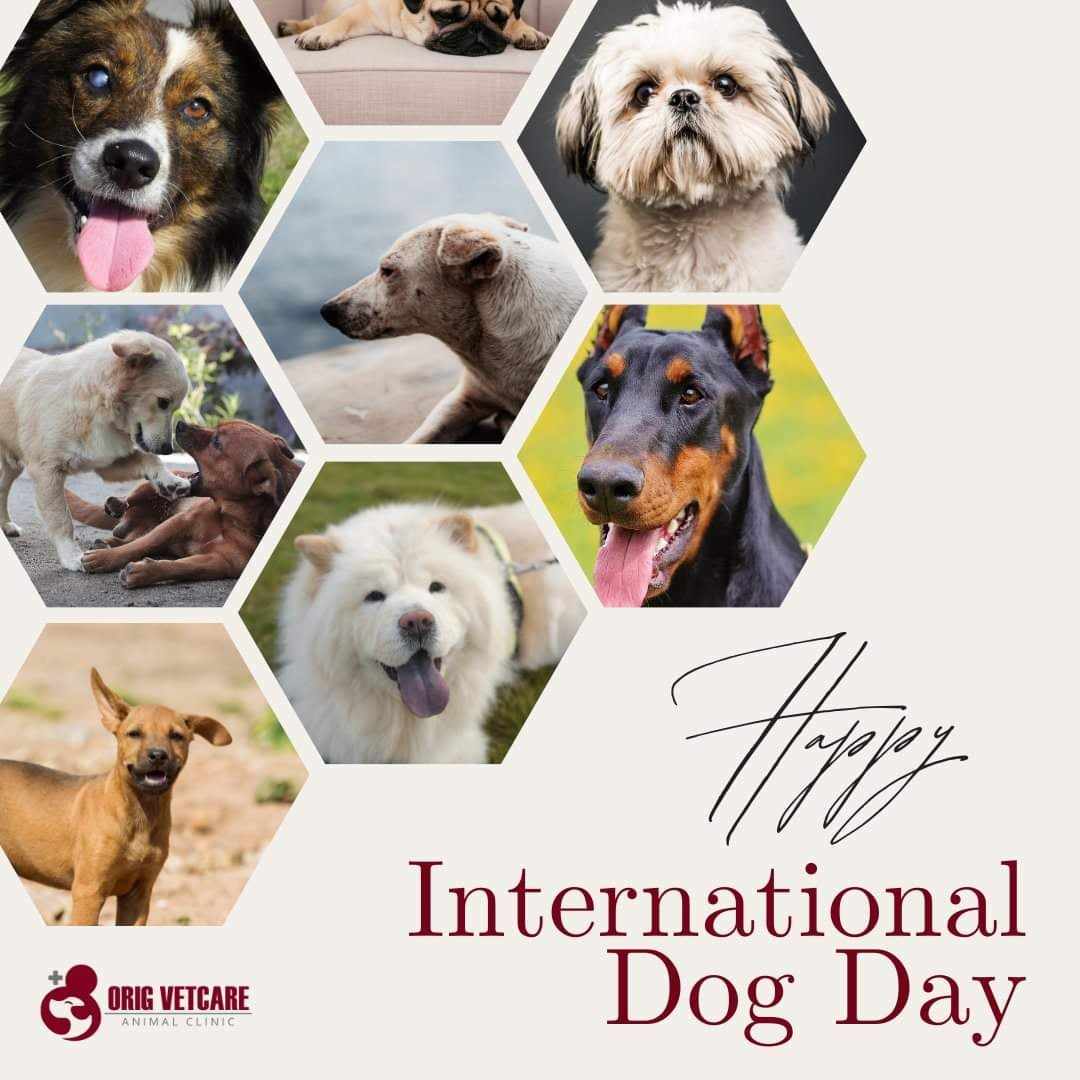 Happy
International
Dog Day
ORIG VETCARE
ANIMAL CLINIC